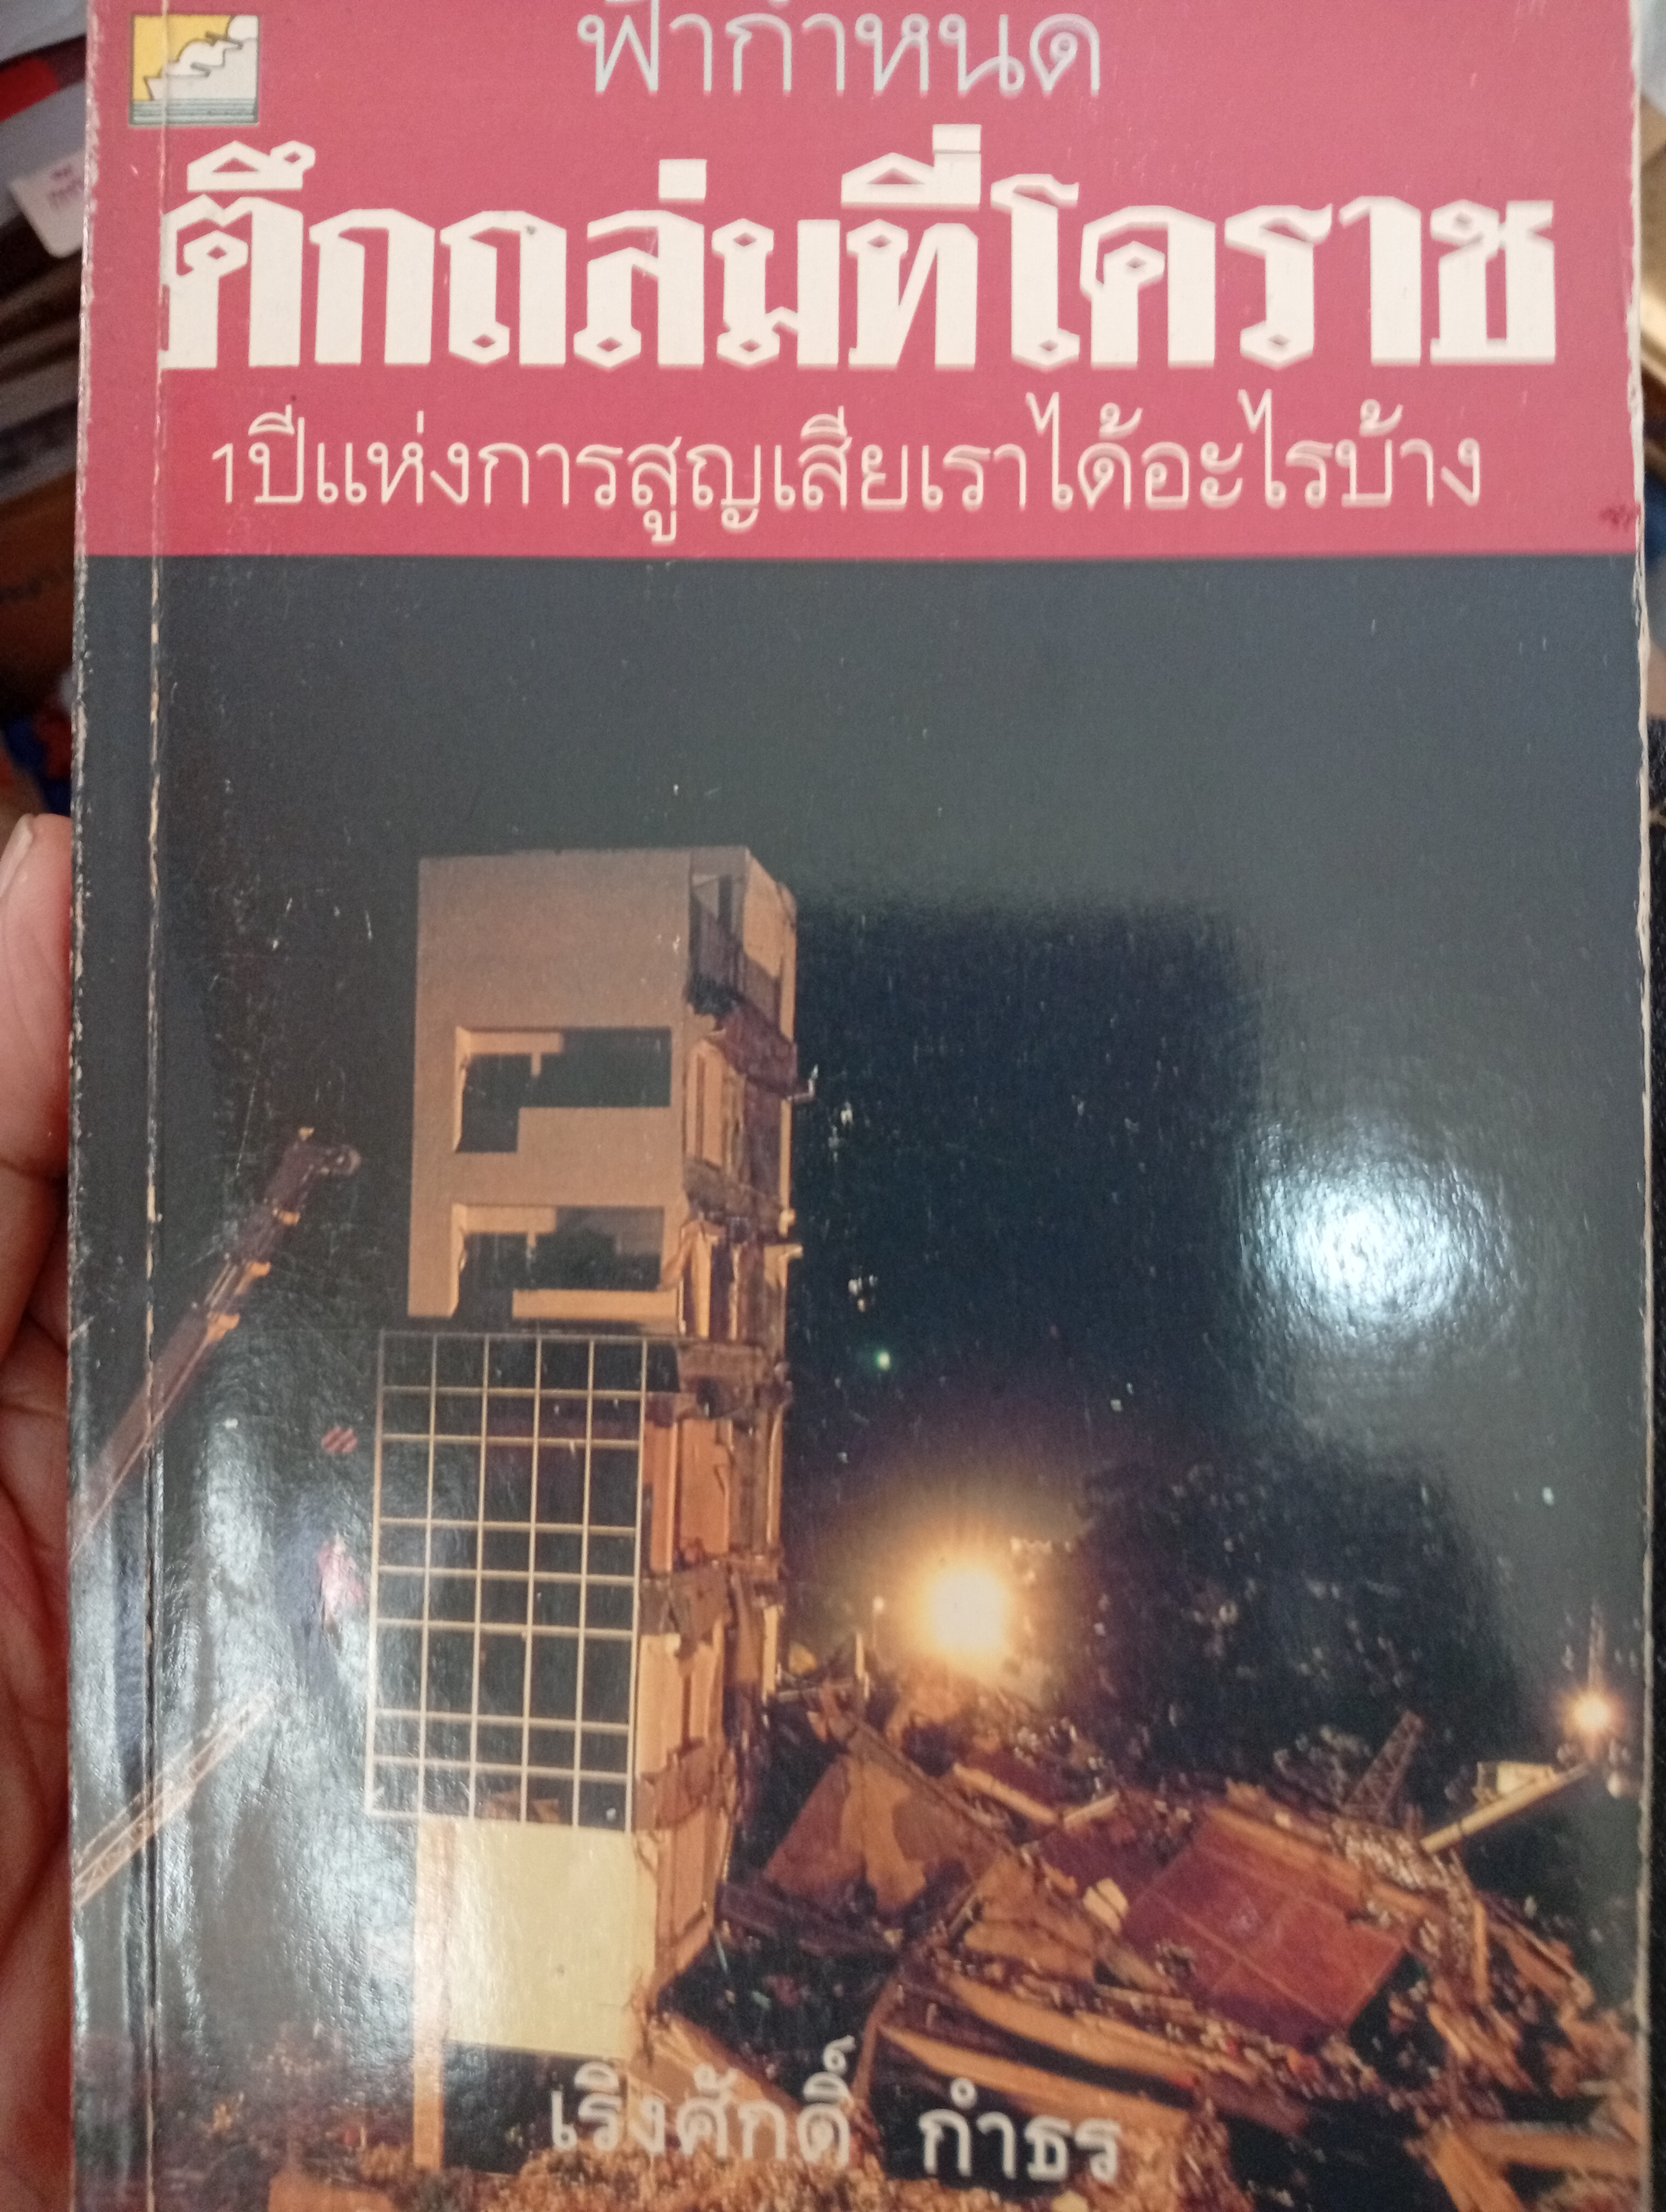 ฟ้ากำหนด
ตึกถล่มที่โคราช
1ปีแห่งการสูญเสียเราได้อะไรบ้าง
เริงศักดิ์ กำธร